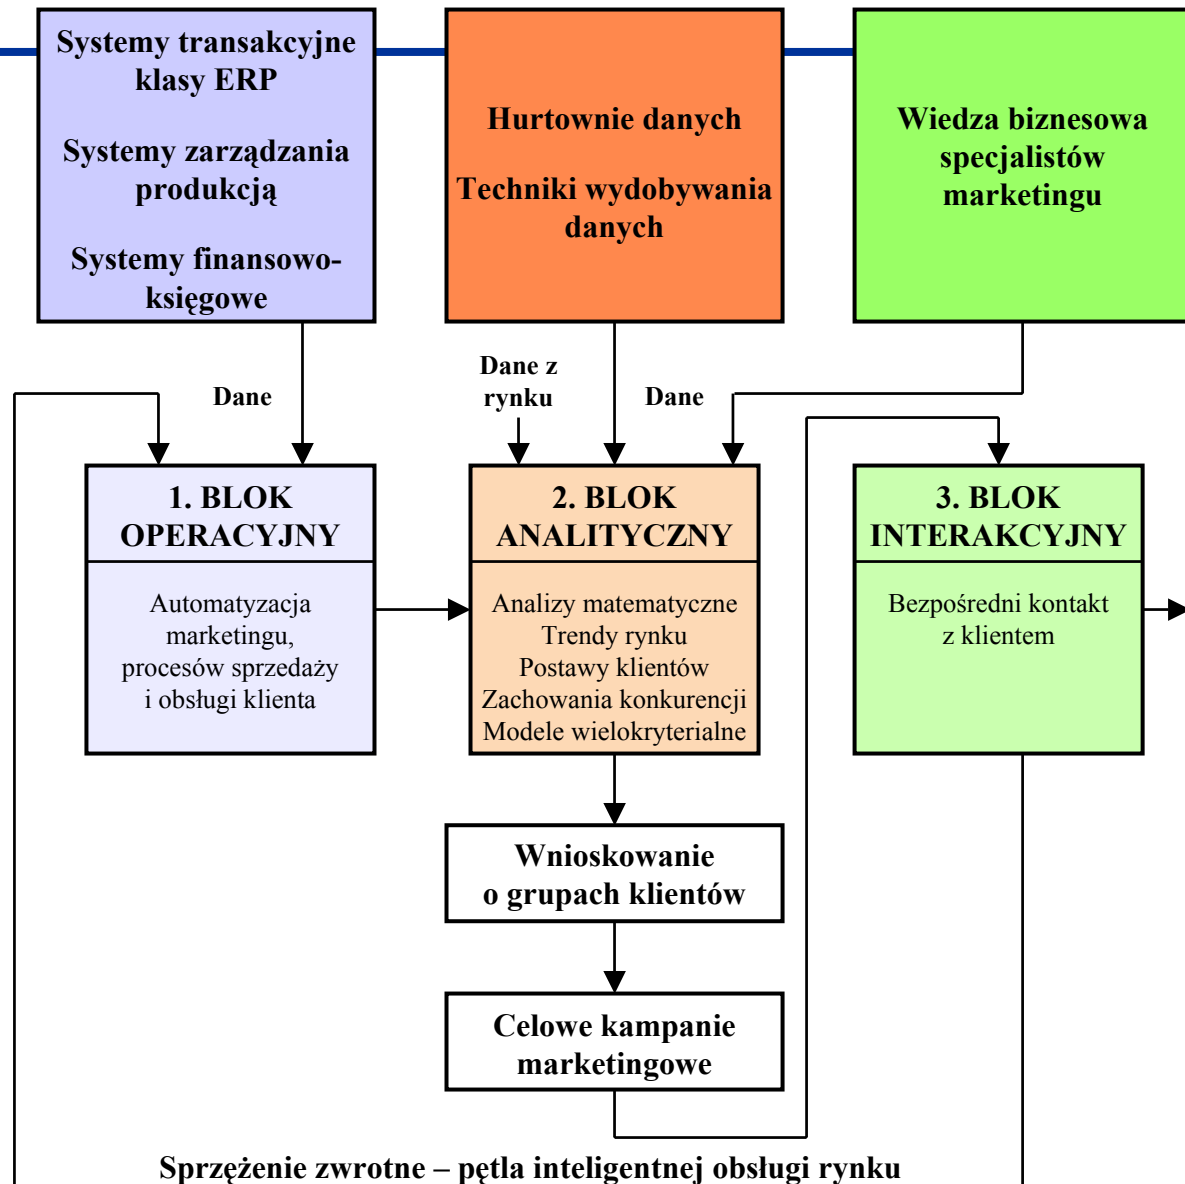 Systemy transakcyjne
klasy ERP
Systemy zarządzania
produkcją
Systemy finansowo-
księgowe
Hurtownie danych
Techniki wydobywania
danych
Wiedza biznesowa
specjalistów
marketingu
Dane
Dane z
rynku
Dane
1. BLOK
OPERACYJNY
Automatyzacja
marketingu,
procesów sprzedaży
i obsługi klienta
2. BLOK
ANALITYCZNY
Analizy matematyczne
Trendy rynku
Postawy klientów
Zachowania konkurencji
Modele wielokryterialne
3. BLOK
INTERAKCYJNY
Bezpośredni kontakt
z klientem
Wnioskowanie
o grupach klientów
Celowe kampanie
marketingowe
Sprzężenie zwrotne – pętla inteligentnej obsługi rynku